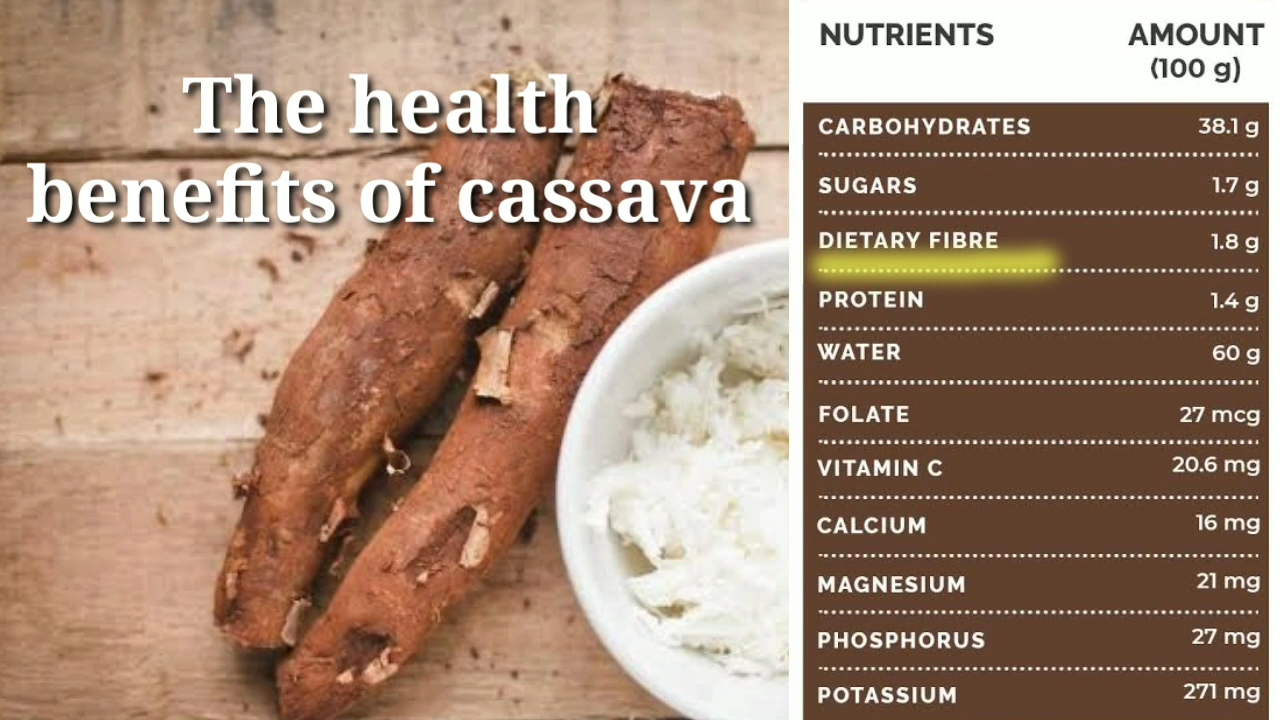 The health
benefits of cassava
NUTRIENTS AMOUNT
(100 g)
CARBOHYDRATES 38.1 g
SUGARS 1.7 g
DIETARY FIBRE 1.8 g
PROTEIN 1.4 g
WATER 60 g
FOLATE 27 mcg
VITAMIN C 20.6 mg
CALCIUM 16 mg
MAGNESIUM 21 mg
PHOSPHORUS 27 mg
POTASSIUM 271 mg